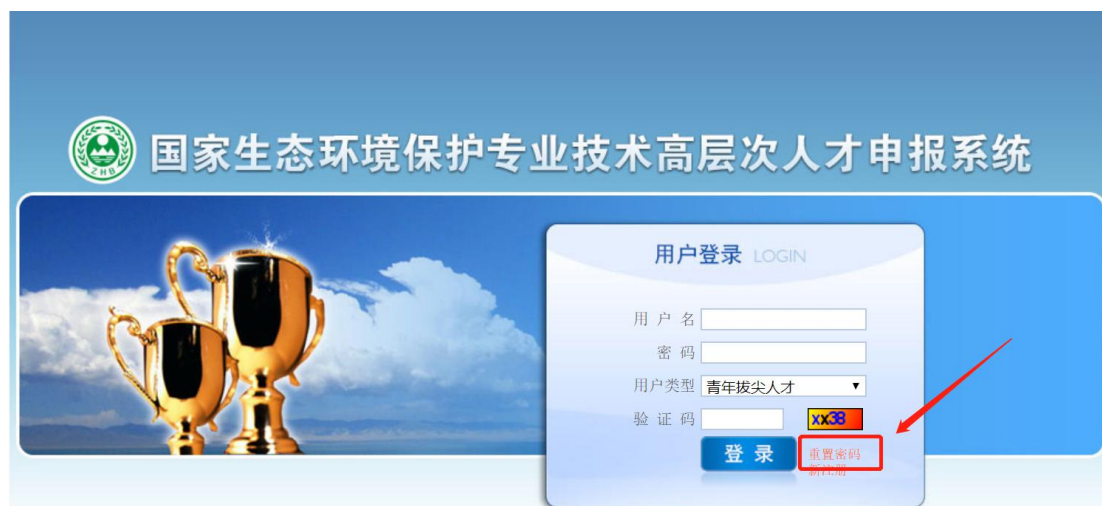 ZHB
国家生态环境保护专业技术高层次人才申报系统
用户登录 LOGIN
用 户 名
密 码
用户类型 青年拔尖人才
验 证 码 xx38
登 录 重置密码
新注册